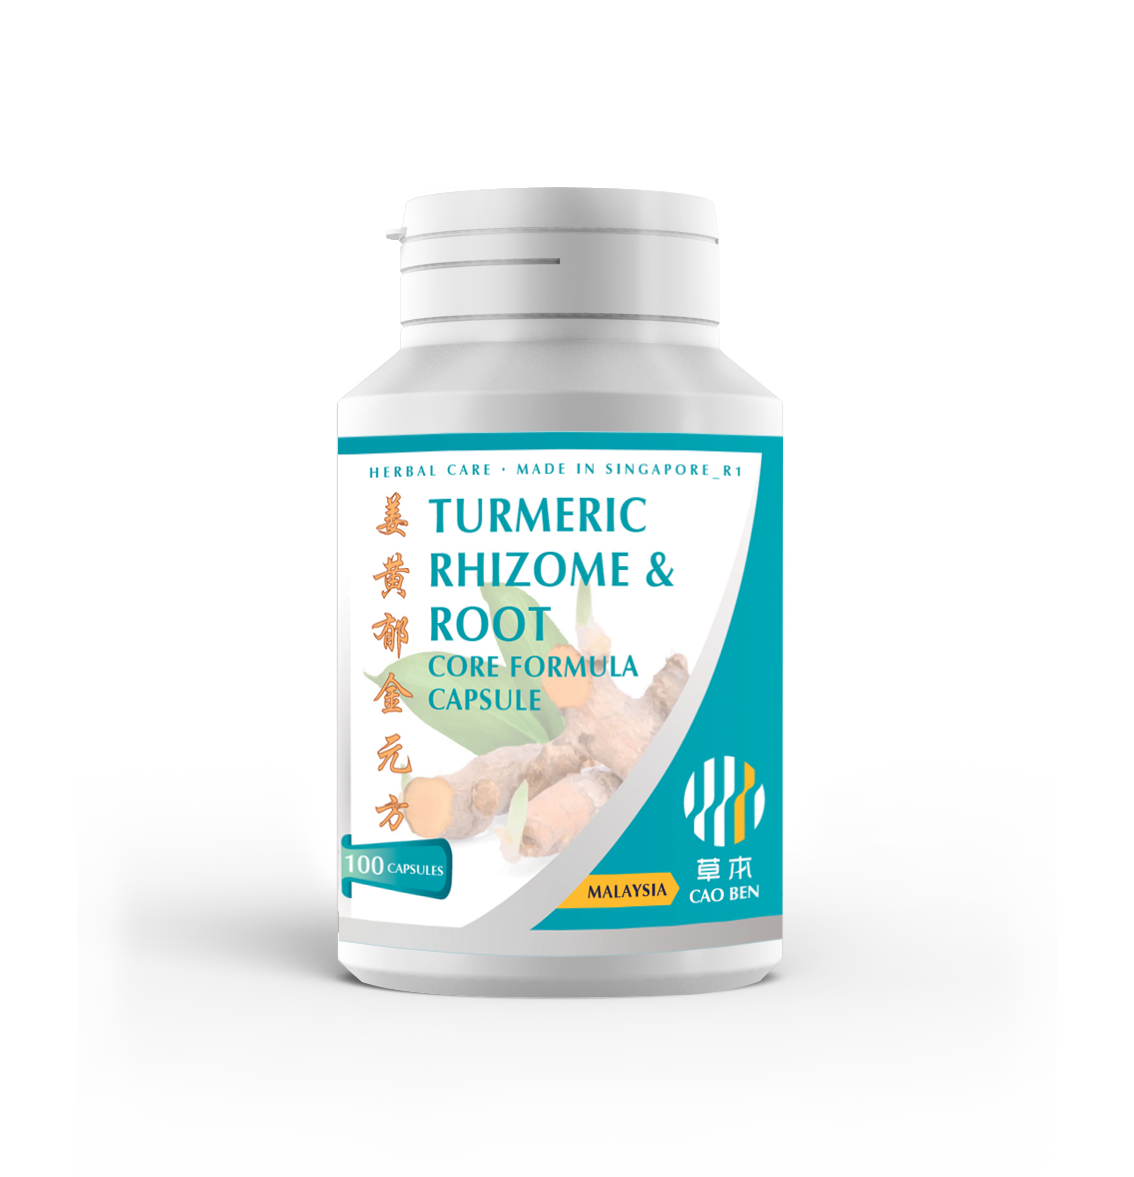 HERBAL CARE · MADE IN SINGAPORE_R1
姜黄郁金元方
TURMERIC
RHIZOME &
ROOT
CORE FORMULA
CAPSULE
100 CAPSULES
MALAYSIA
草本
CAO BEN